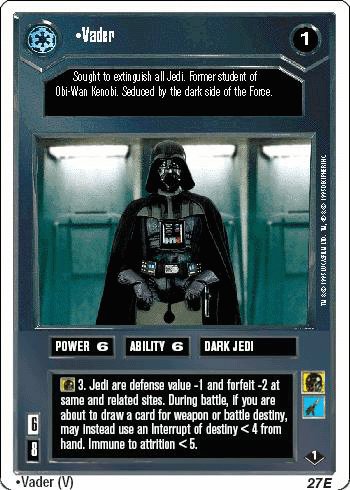 •Vader
1
Sought to extinguish all Jedi. Former student of
Obi-Wan Kenobi. Seduced by the dark side of the Force.
POWER 6
ABILITY 6
DARK JEDI
3. Jedi are defense value -1 and forfeit -2 at
same and related sites. During battle, if you are
about to draw a card for weapon or battle destiny,
may instead use an Interrupt of destiny < 4 from
hand. Immune to attrition < 5.
6
8
1
•Vader (V)
27E